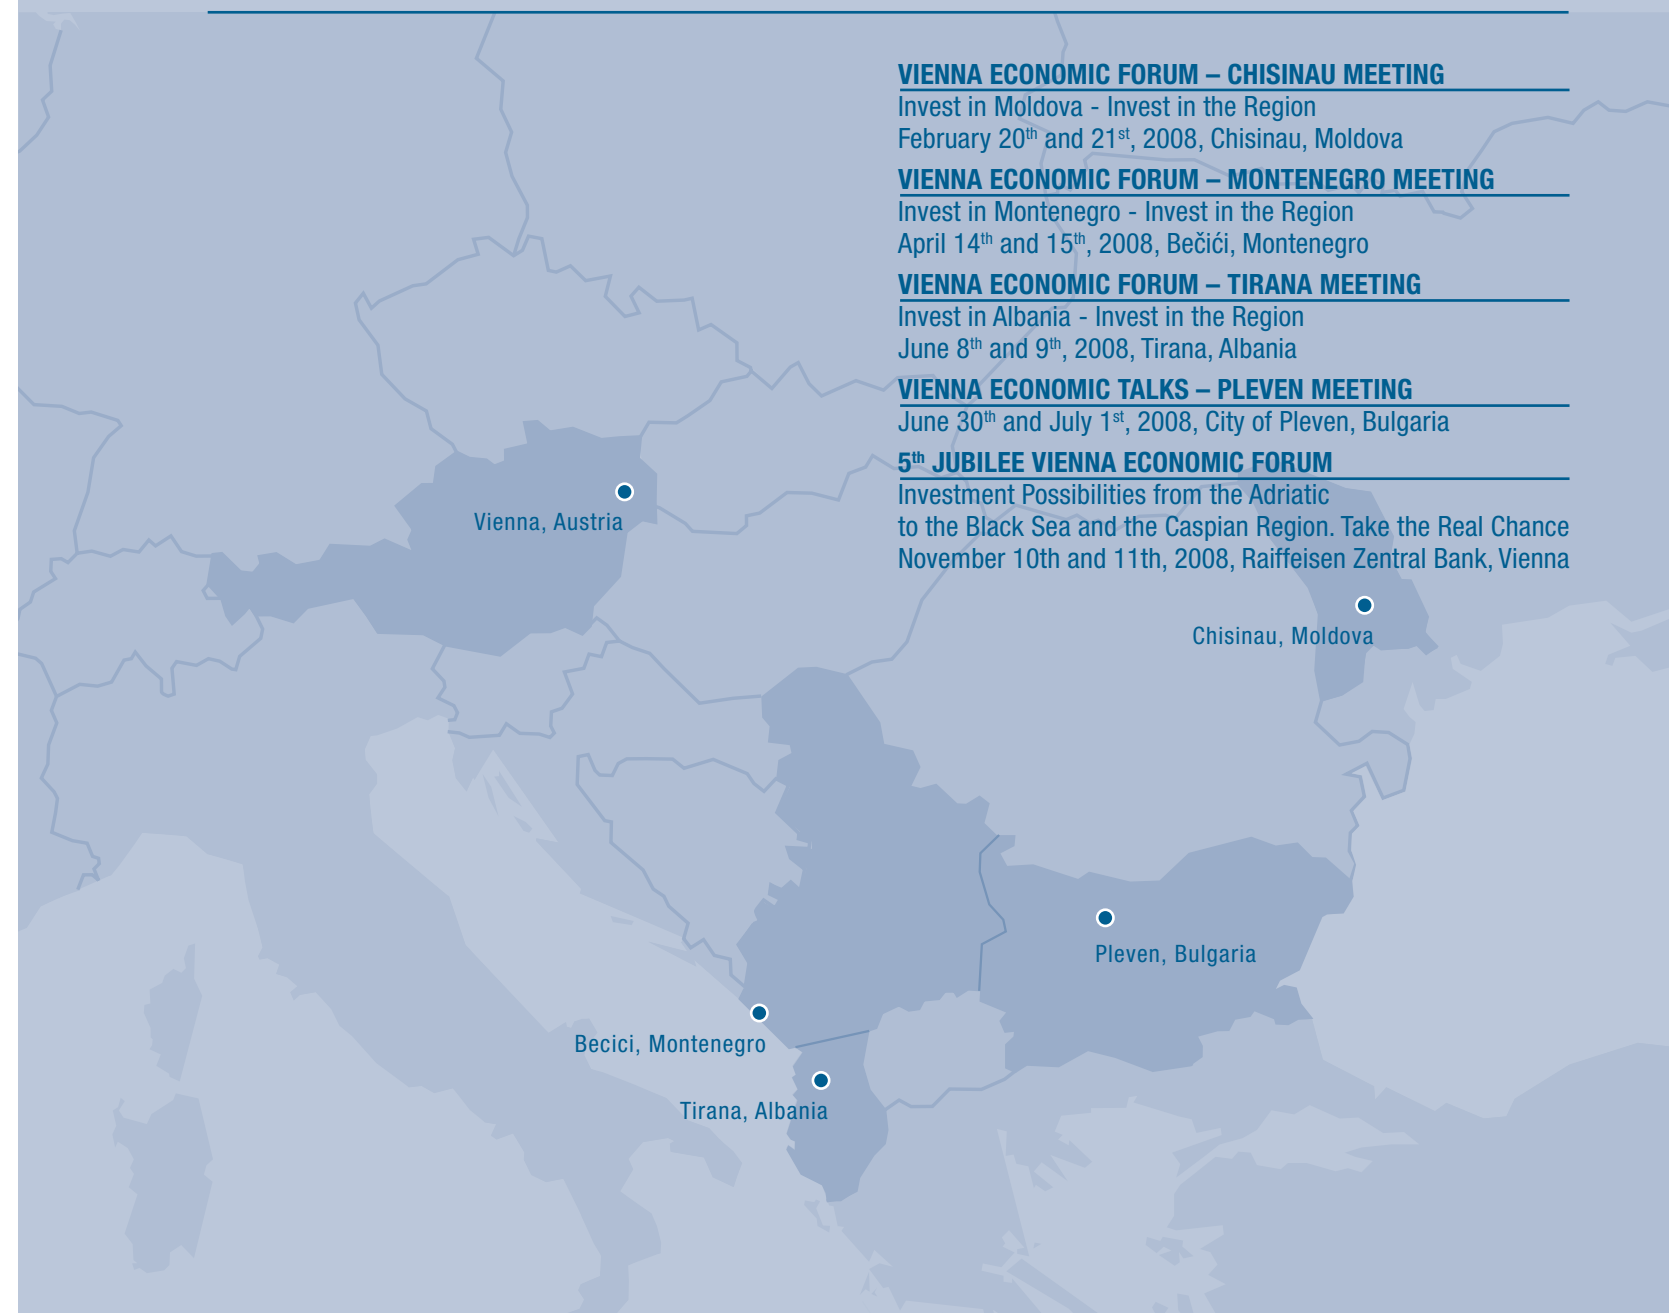 VIENNA ECONOMIC FORUM – CHISINAU MEETING
Invest in Moldova - Invest in the Region
February 20th and 21st, 2008, Chisinau, Moldova
VIENNA ECONOMIC FORUM – MONTENEGRO MEETING
Invest in Montenegro - Invest in the Region
April 14th and 15th, 2008, Bečići, Montenegro
VIENNA ECONOMIC FORUM – TIRANA MEETING
Invest in Albania - Invest in the Region
June 8th and 9th, 2008, Tirana, Albania
VIENNA ECONOMIC TALKS – PLEVEN MEETING
June 30th and July 1st, 2008, City of Pleven, Bulgaria
5th JUBILEE VIENNA ECONOMIC FORUM
Investment Possibilities from the Adriatic
to the Black Sea and the Caspian Region. Take the Real Chance
November 10th and 11th, 2008, Raiffeisen Zentral Bank, Vienna
Vienna, Austria
Chisinau, Moldova
Pleven, Bulgaria
Becici, Montenegro
Tirana, Albania